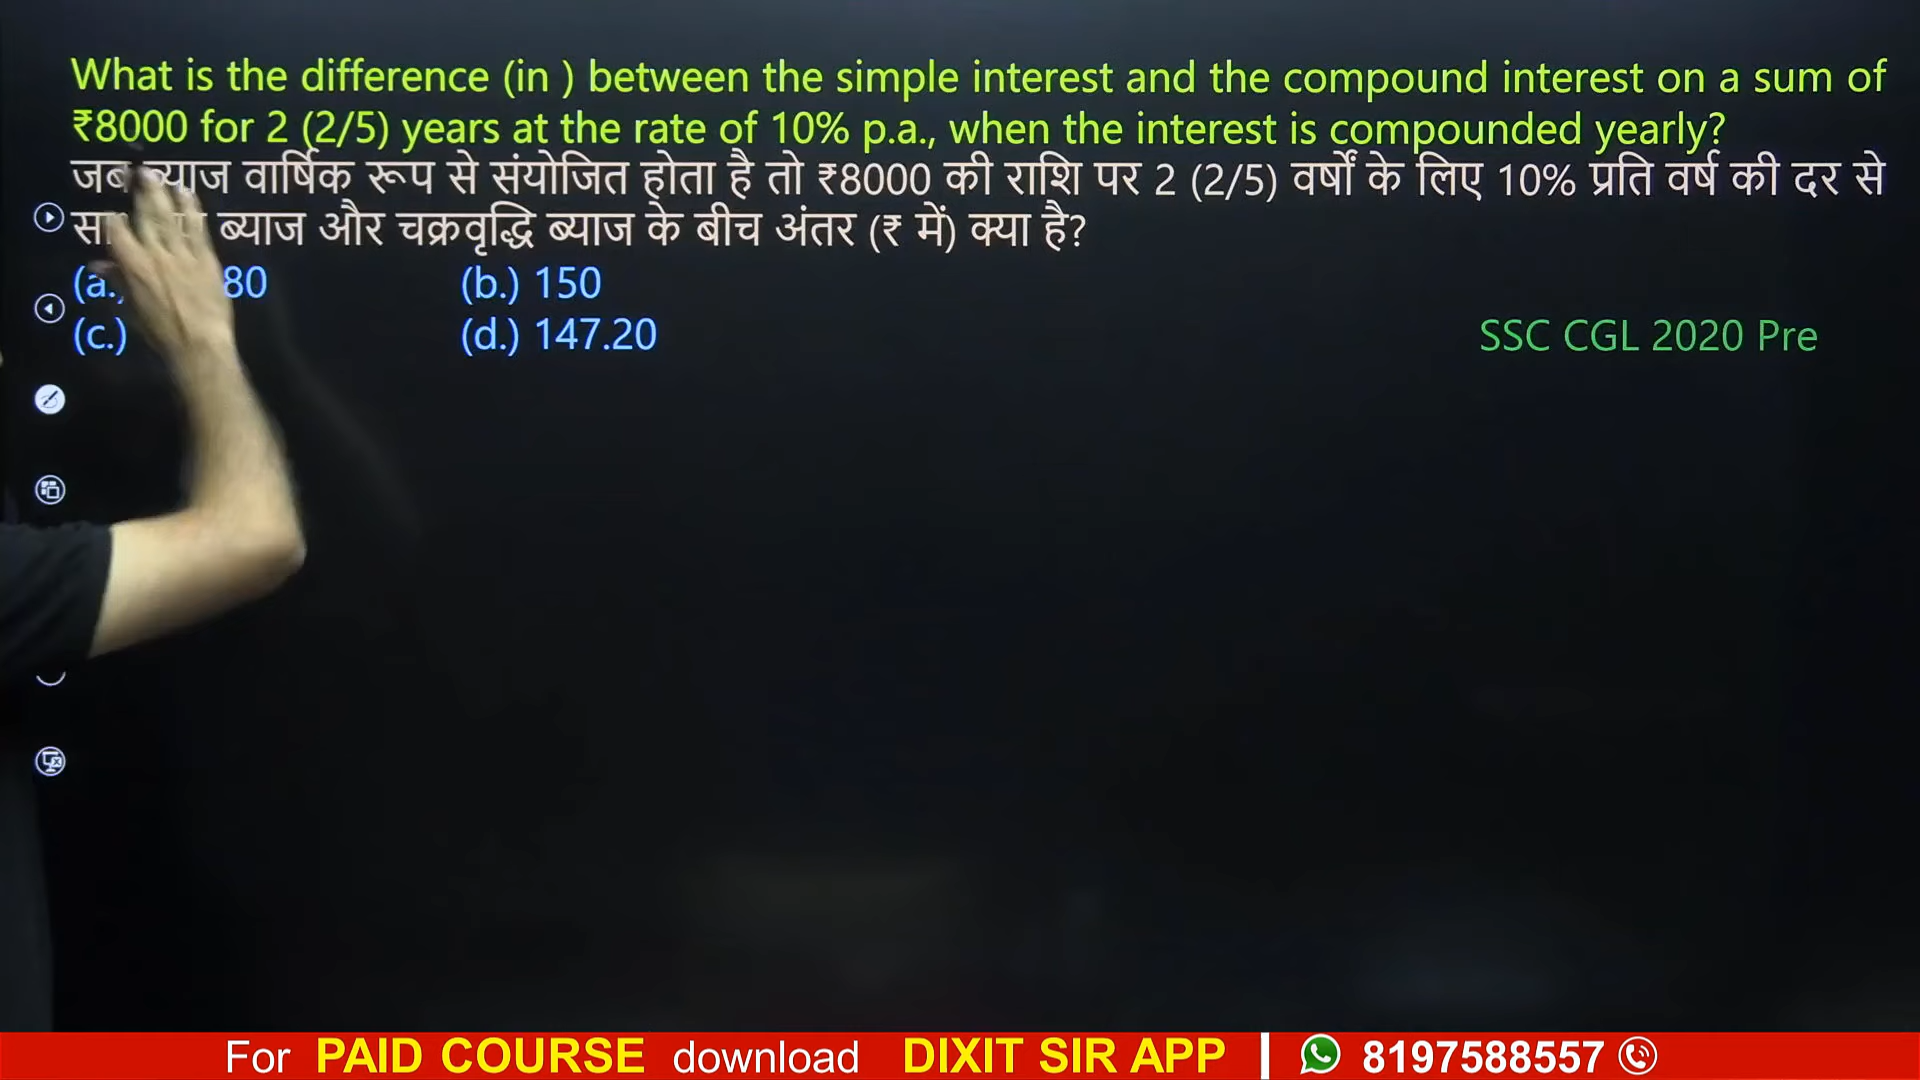 What is the difference (in ) between the simple interest and the compound interest on a sum of
₹8000 for 2 (2/5) years at the rate of 10% p.a., when the interest is compounded yearly?
जब ब्याज वार्षिक रूप से संयोजित होता है तो ₹8000 की राशि पर 2 (2/5) वर्षों के लिए 10% प्रति वर्ष की दर से
ब्याज और चक्रवृद्धि ब्याज के बीच अंतर (₹ में) क्या है?
(a.) 80 (b.) 150
(c.) (d.) 147.20
SSC CGL 2020 Pre
For PAID COURSE download DIXIT SIR APP | 8197588557